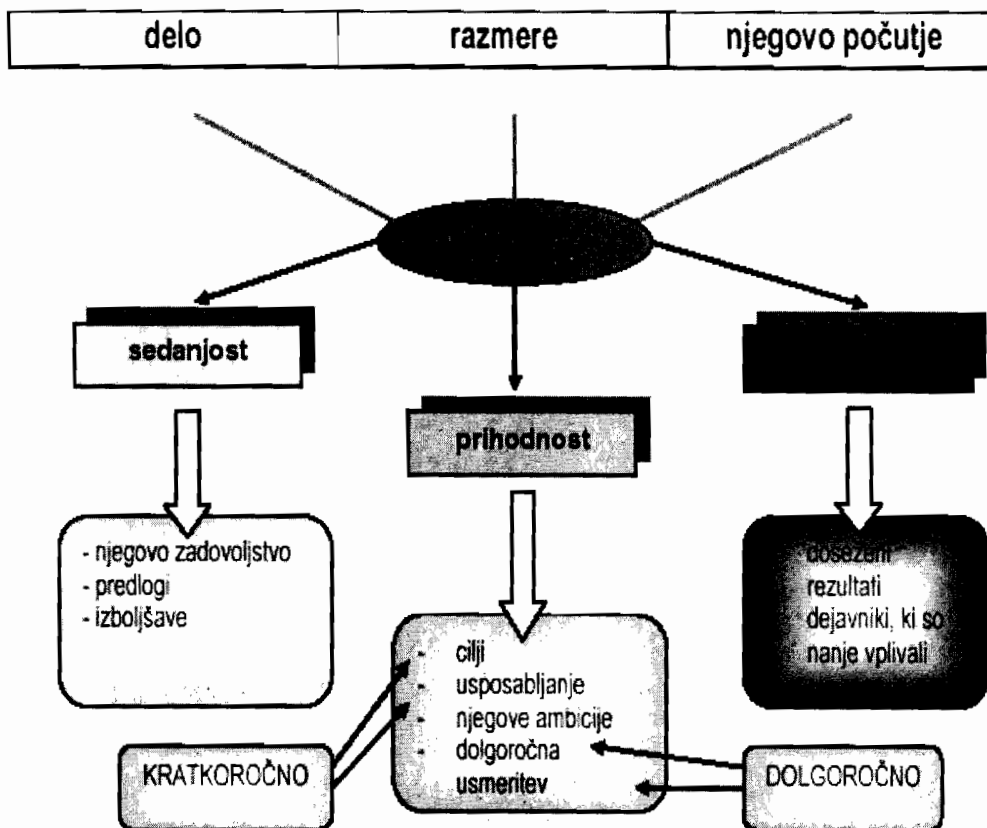 delo
razmere
njegovo počutje
sedanjost
prihodnost
- njegovo zadovoljstvo
- predlogi
- izboljšave
dosezeni
rezultati
dejavniki, ki so
nanje vplivali
- cilji
- usposabljanje
- njegove ambicije
- dolgoročna
usmeritev
KRATKOROČNO
DOLGOROČNO